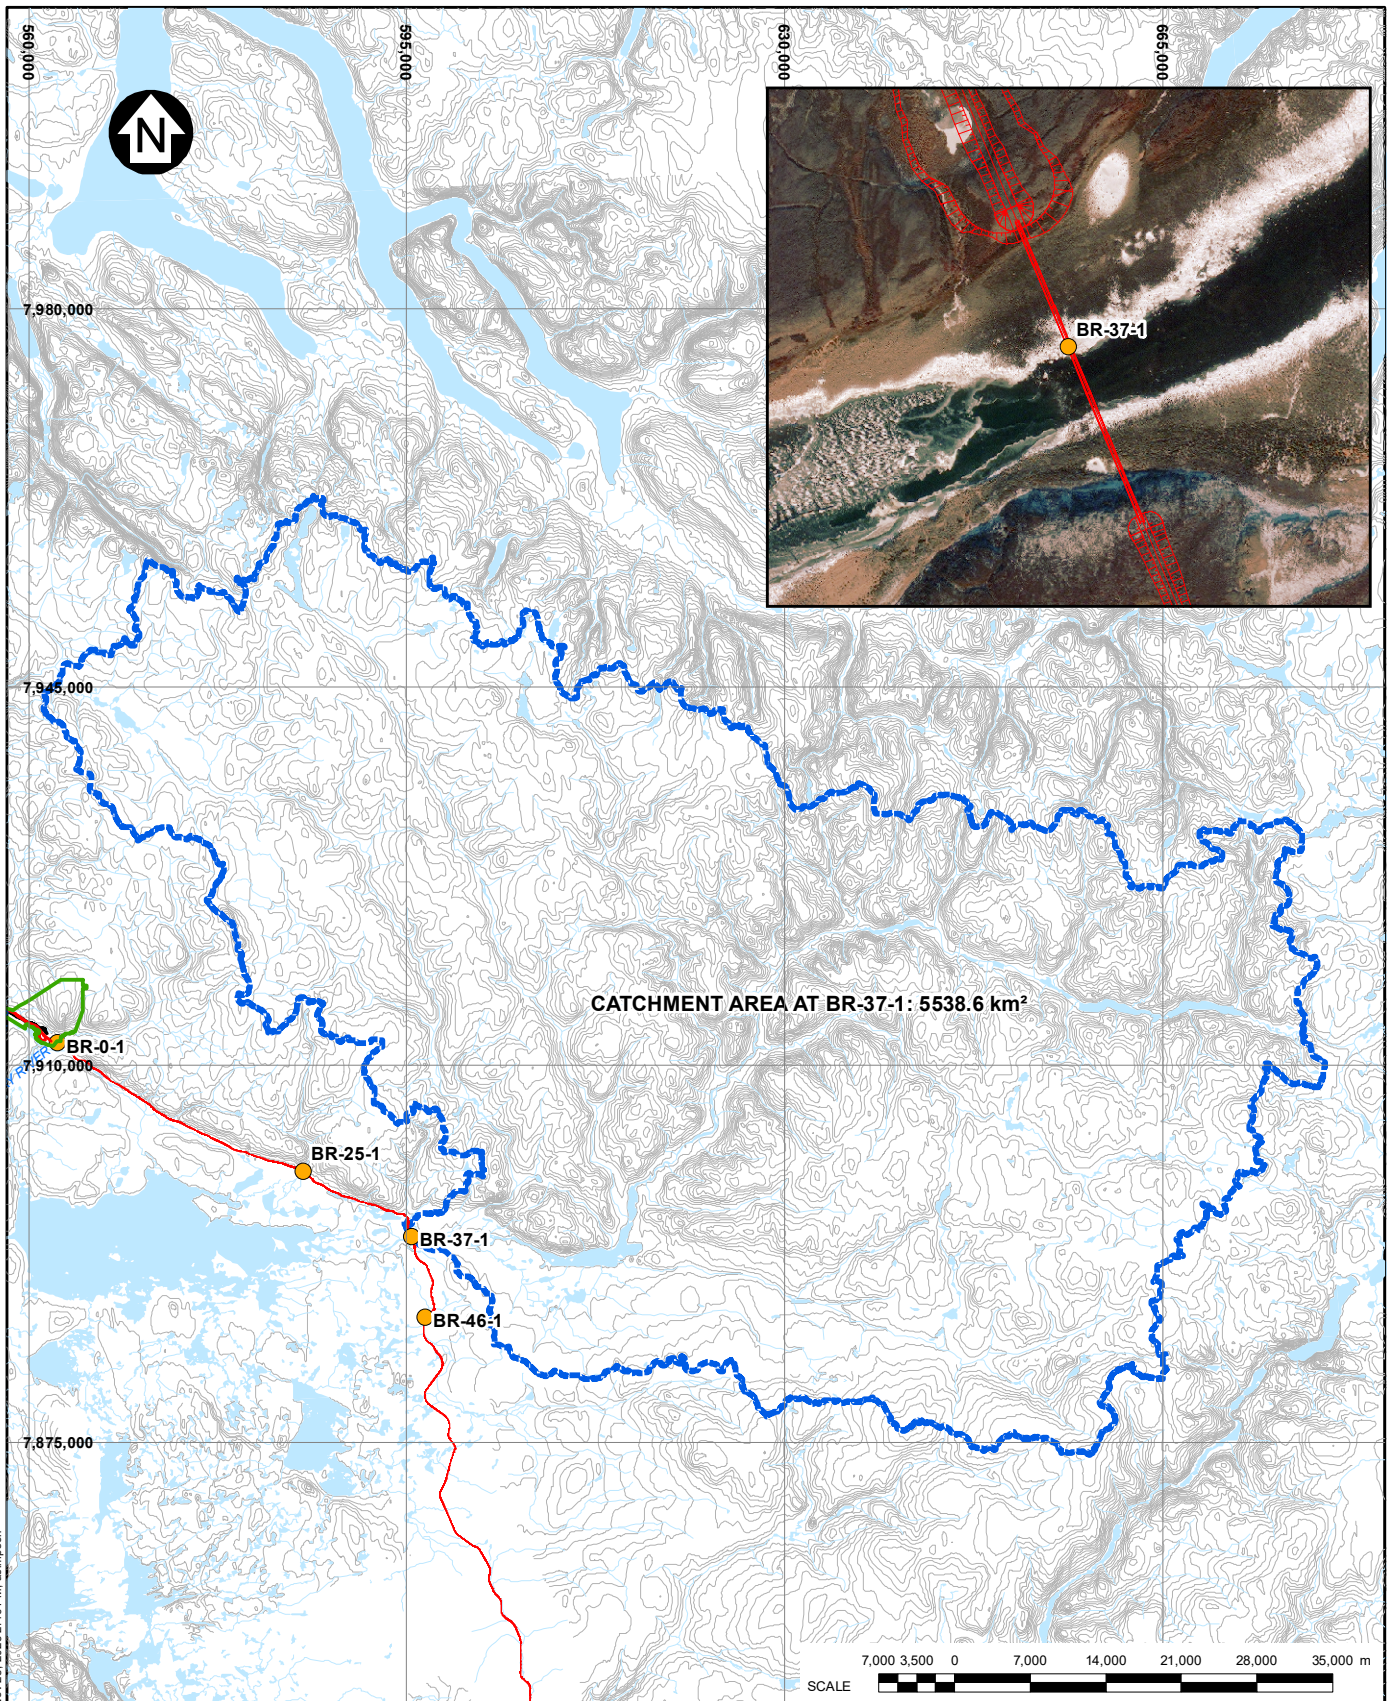 560,000
595,000
630,000
665,000
N
7,980,000
BR-37-1
7,945,000
CATCHMENT AREA AT BR-37-1: 5538.6 km²
BR-0-1
Y RIVER
7,910,000
BR-25-1
BR-37-1
BR-46-1
7,875,000
7,000 3,500 0 7,000 14,000 21,000 28,000 35,000 m
SCALE